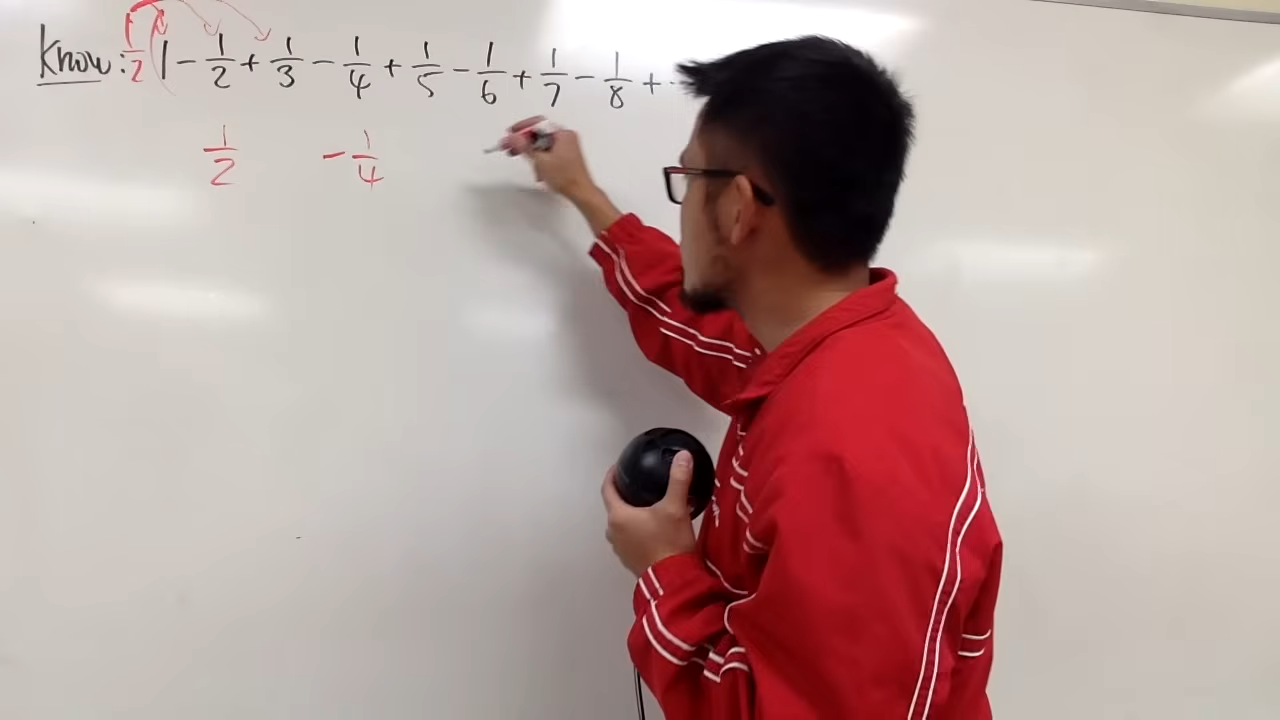 Know: 1/2 ( 1 - 1/2 + 1/3 - 1/4 + 1/5 - 1/6 + 1/7 - 1/8 + ...
1/2 - 1/4